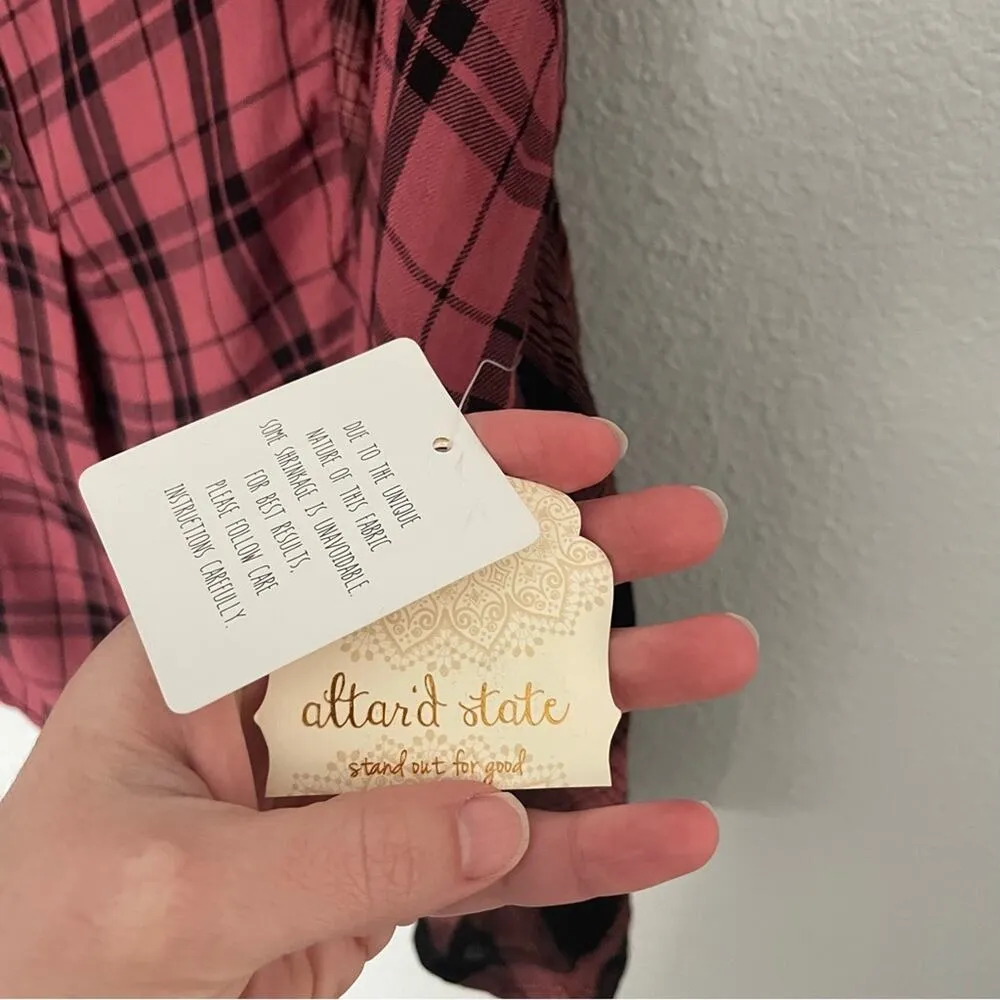 DUE TO THE UNIQUE
NATURE OF THIS FABRIC
SOME SHRINKAGE IS UNAVOIDABLE.
FOR BEST RESULTS,
PLEASE FOLLOW CARE
INSTRUCTIONS CAREFULLY.
altar'd state
stand out for good